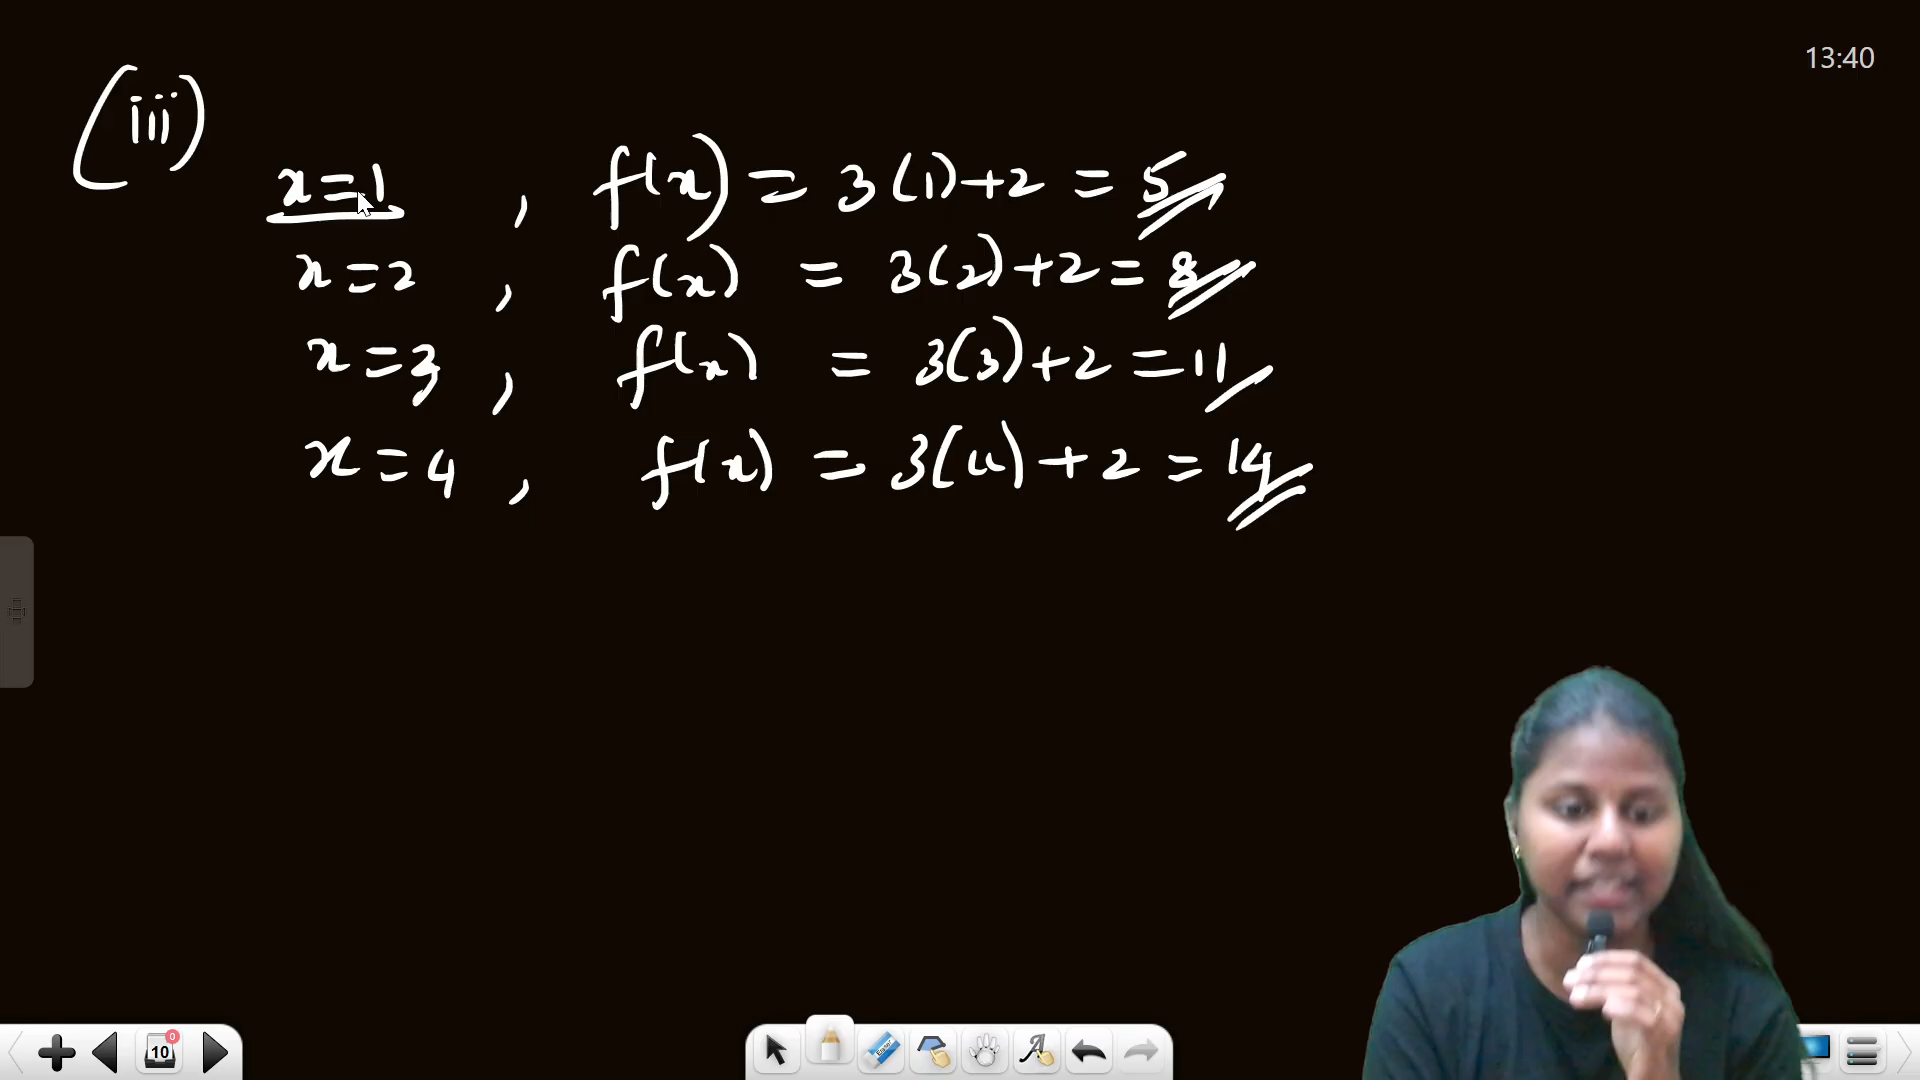 13:40
(iii)
x=1 , f(x) = 3(1)+2 = 5
x=2 , f(x) = 3(2)+2 = 8
x=3 , f(x) = 3(3)+2 = 11
x=4 , f(x) = 3(4)+2 = 14
0
10